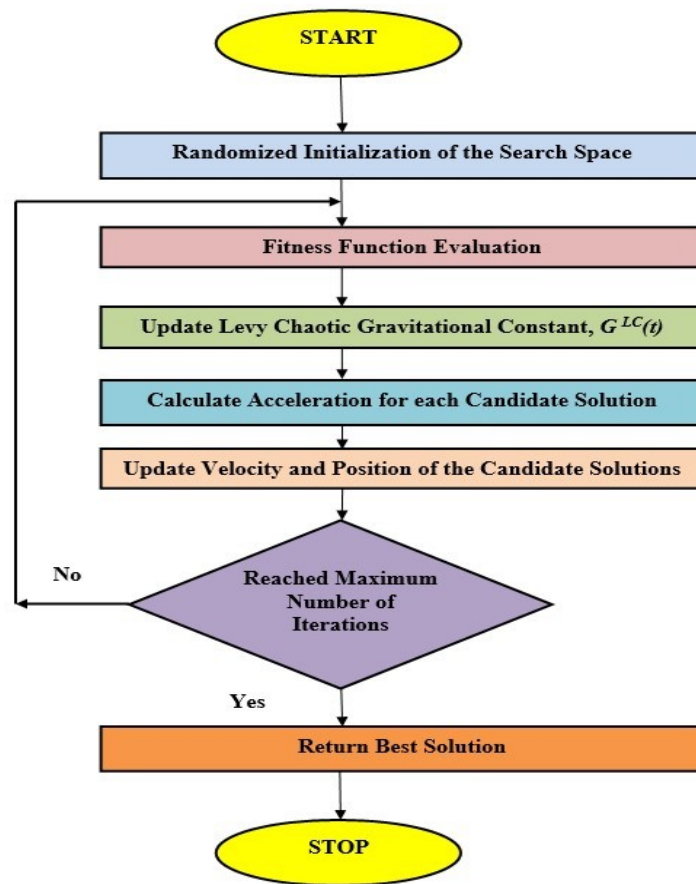 START
Randomized Initialization of the Search Space
Fitness Function Evaluation
Update Levy Chaotic Gravitational Constant, G LC(t)
Calculate Acceleration for each Candidate Solution
Update Velocity and Position of the Candidate Solutions
Reached Maximum
Number of
Iterations
No
Yes
Return Best Solution
STOP